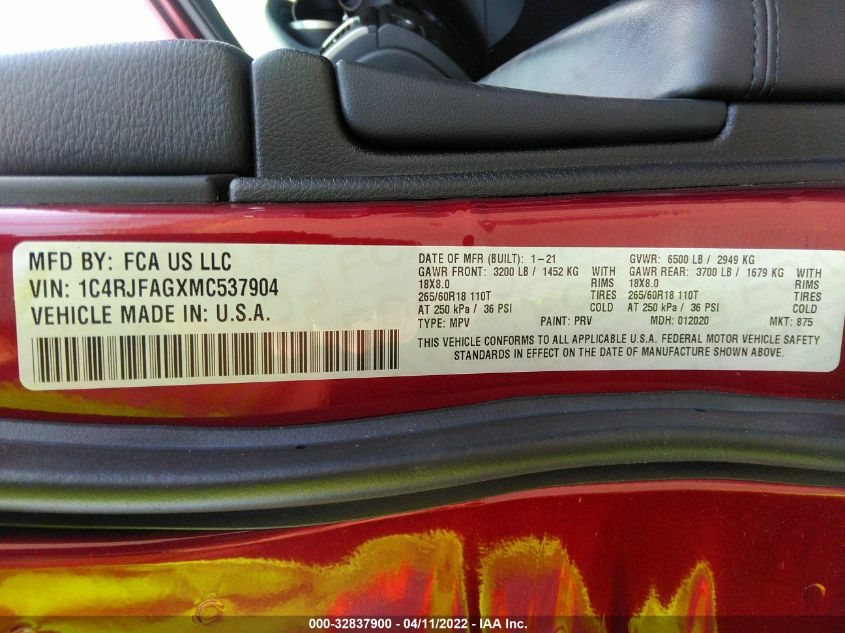 MFD BY: FCA US LLC
VIN: 1C4RJFAGXMC537904
VEHICLE MADE IN: U.S.A.
DATE OF MFR (BUILT): 1-21 GVWR: 6500 LB / 2949 KG
GAWR FRONT: 3200 LB / 1452 KG WITH GAWR REAR: 3700 LB / 1679 KG WITH
18X8.0 RIMS 18X8.0 RIMS
265/60R18 110T TIRES 265/60R18 110T TIRES
AT 250 kPa / 36 PSI COLD AT 250 kPa / 36 PSI COLD
TYPE: MPV PAINT: PRV MDH: 012020 MKT: 875
THIS VEHICLE CONFORMS TO ALL APPLICABLE U.S.A. FEDERAL MOTOR VEHICLE SAFETY
STANDARDS IN EFFECT ON THE DATE OF MANUFACTURE SHOWN ABOVE.
000-32837900 - 04/11/2022 - IAA Inc.